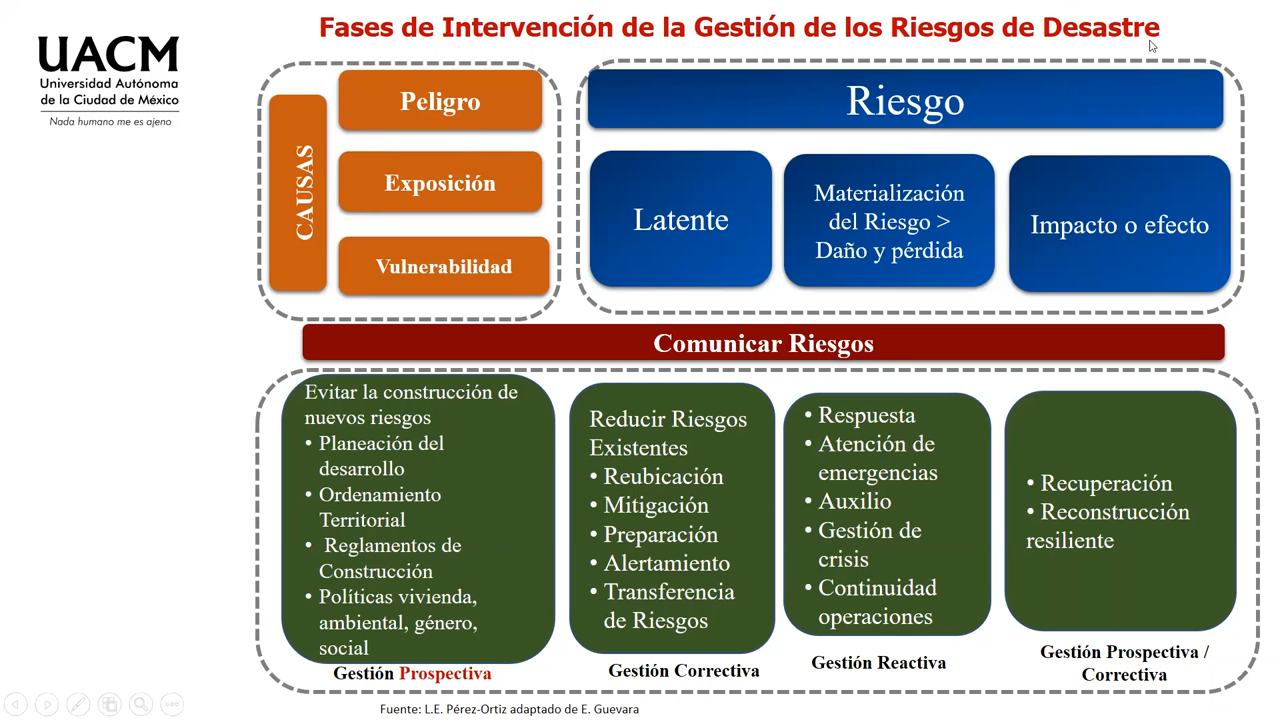 Fases de Intervención de la Gestión de los Riesgos de Desastre
UACM
Universidad Autónoma
de la Ciudad de México
Nada humano me es ajeno
CAUSAS
Peligro
Exposición
Vulnerabilidad
Riesgo
Latente
Materialización
del Riesgo >
Daño y pérdida
Impacto o efecto
Comunicar Riesgos
Evitar la construcción de
nuevos riesgos
• Planeación del
desarrollo
• Ordenamiento
Territorial
• Reglamentos de
Construcción
• Políticas vivienda,
ambiental, género,
social
Gestión Prospectiva
Reducir Riesgos
Existentes
• Reubicación
• Mitigación
• Preparación
• Alertamiento
• Transferencia
de Riesgos
Gestión Correctiva
• Respuesta
• Atención de
emergencias
• Auxilio
• Gestión de
crisis
• Continuidad
operaciones
Gestión Reactiva
• Recuperación
• Reconstrucción
resiliente
Gestión Prospectiva /
Correctiva
Fuente: L.E. Pérez-Ortiz adaptado de E. Guevara